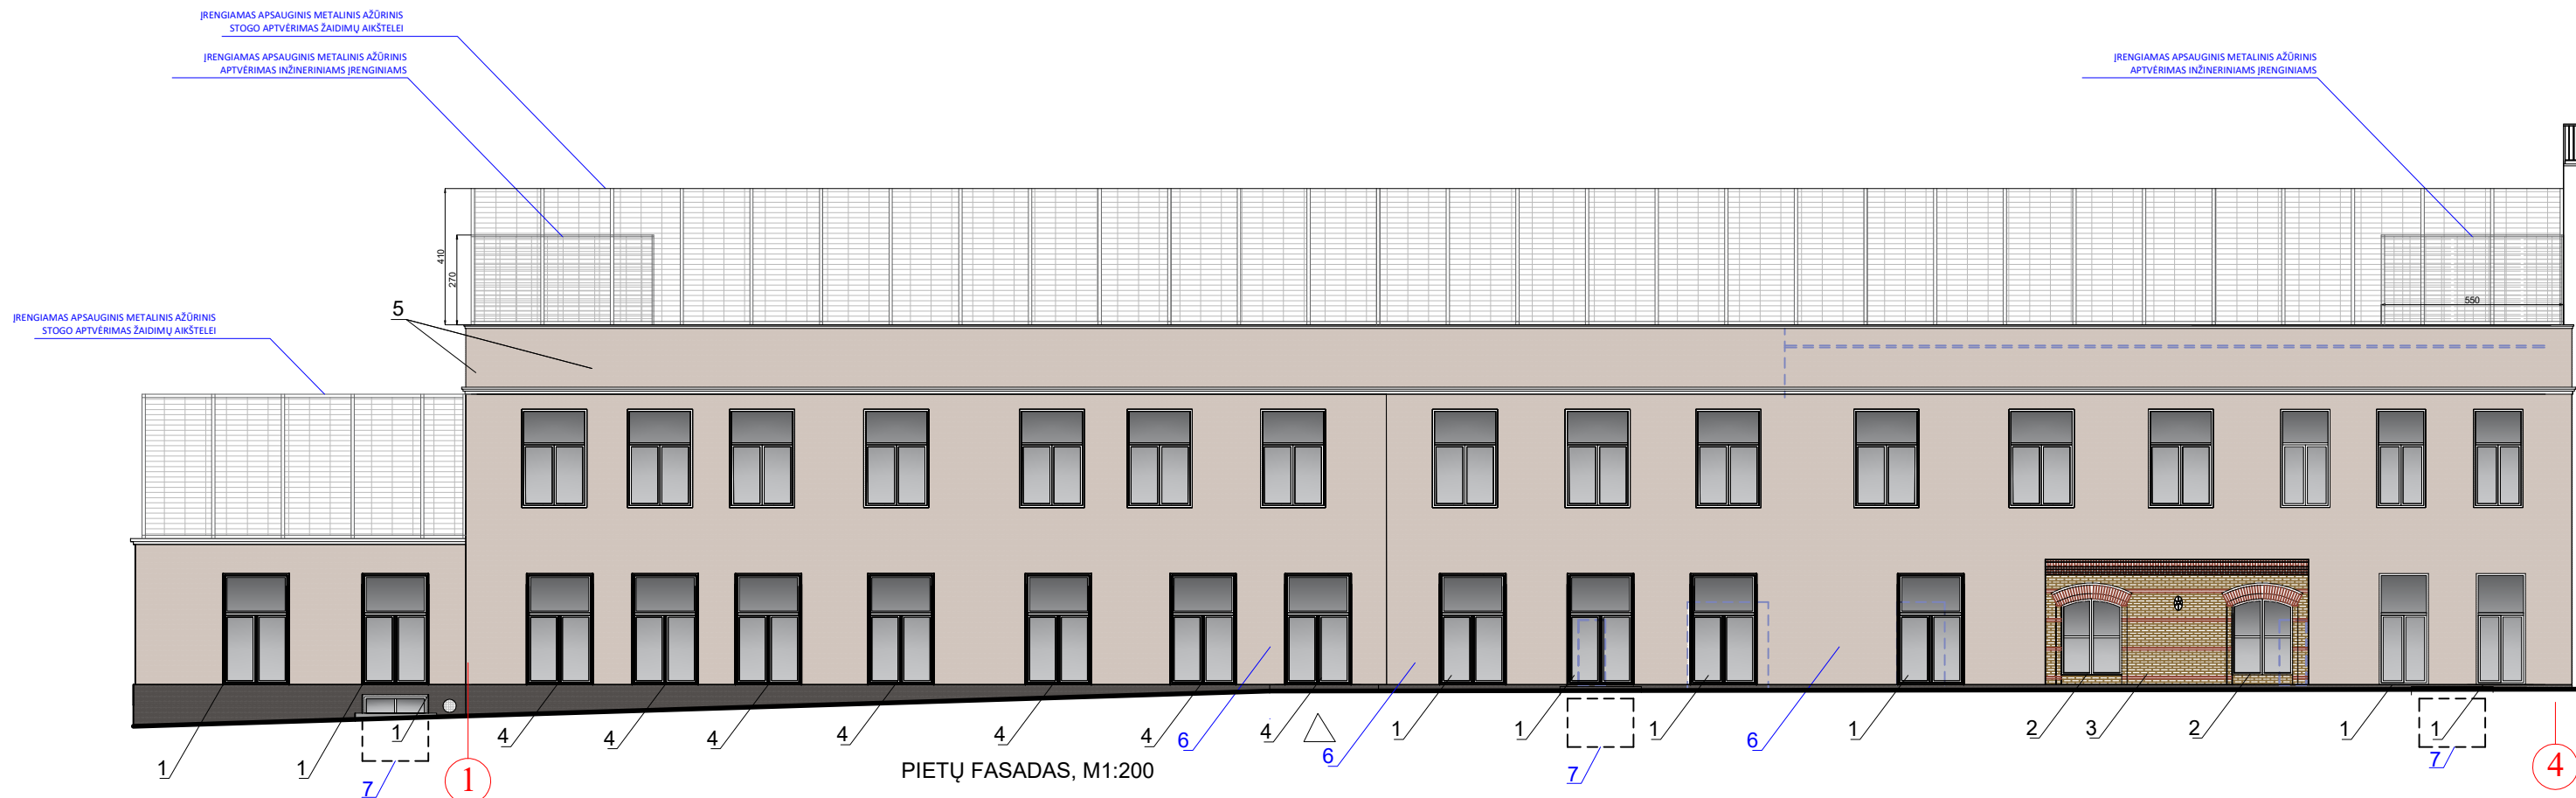 ĮRENGIAMAS APSAUGINIS METALINIS AŽŪRINIS
STOGO APTVĖRIMAS ŽAIDIMŲ AIKŠTELEI
ĮRENGIAMAS APSAUGINIS METALINIS AŽŪRINIS
APTVĖRIMAS INŽINERINIAMS ĮRENGINIAMS
ĮRENGIAMAS APSAUGINIS METALINIS AŽŪRINIS
APTVĖRIMAS INŽINERINIAMS ĮRENGINIAMS
410
270
550
5
ĮRENGIAMAS APSAUGINIS METALINIS AŽŪRINIS
STOGO APTVĖRIMAS ŽAIDIMŲ AIKŠTELEI
1 1 1 4 4 4 4 4 4 6 4 6 1 1 1 6 1 2 3 2 1 1
7 1 7 7 4
PIETŲ FASADAS, M1:200